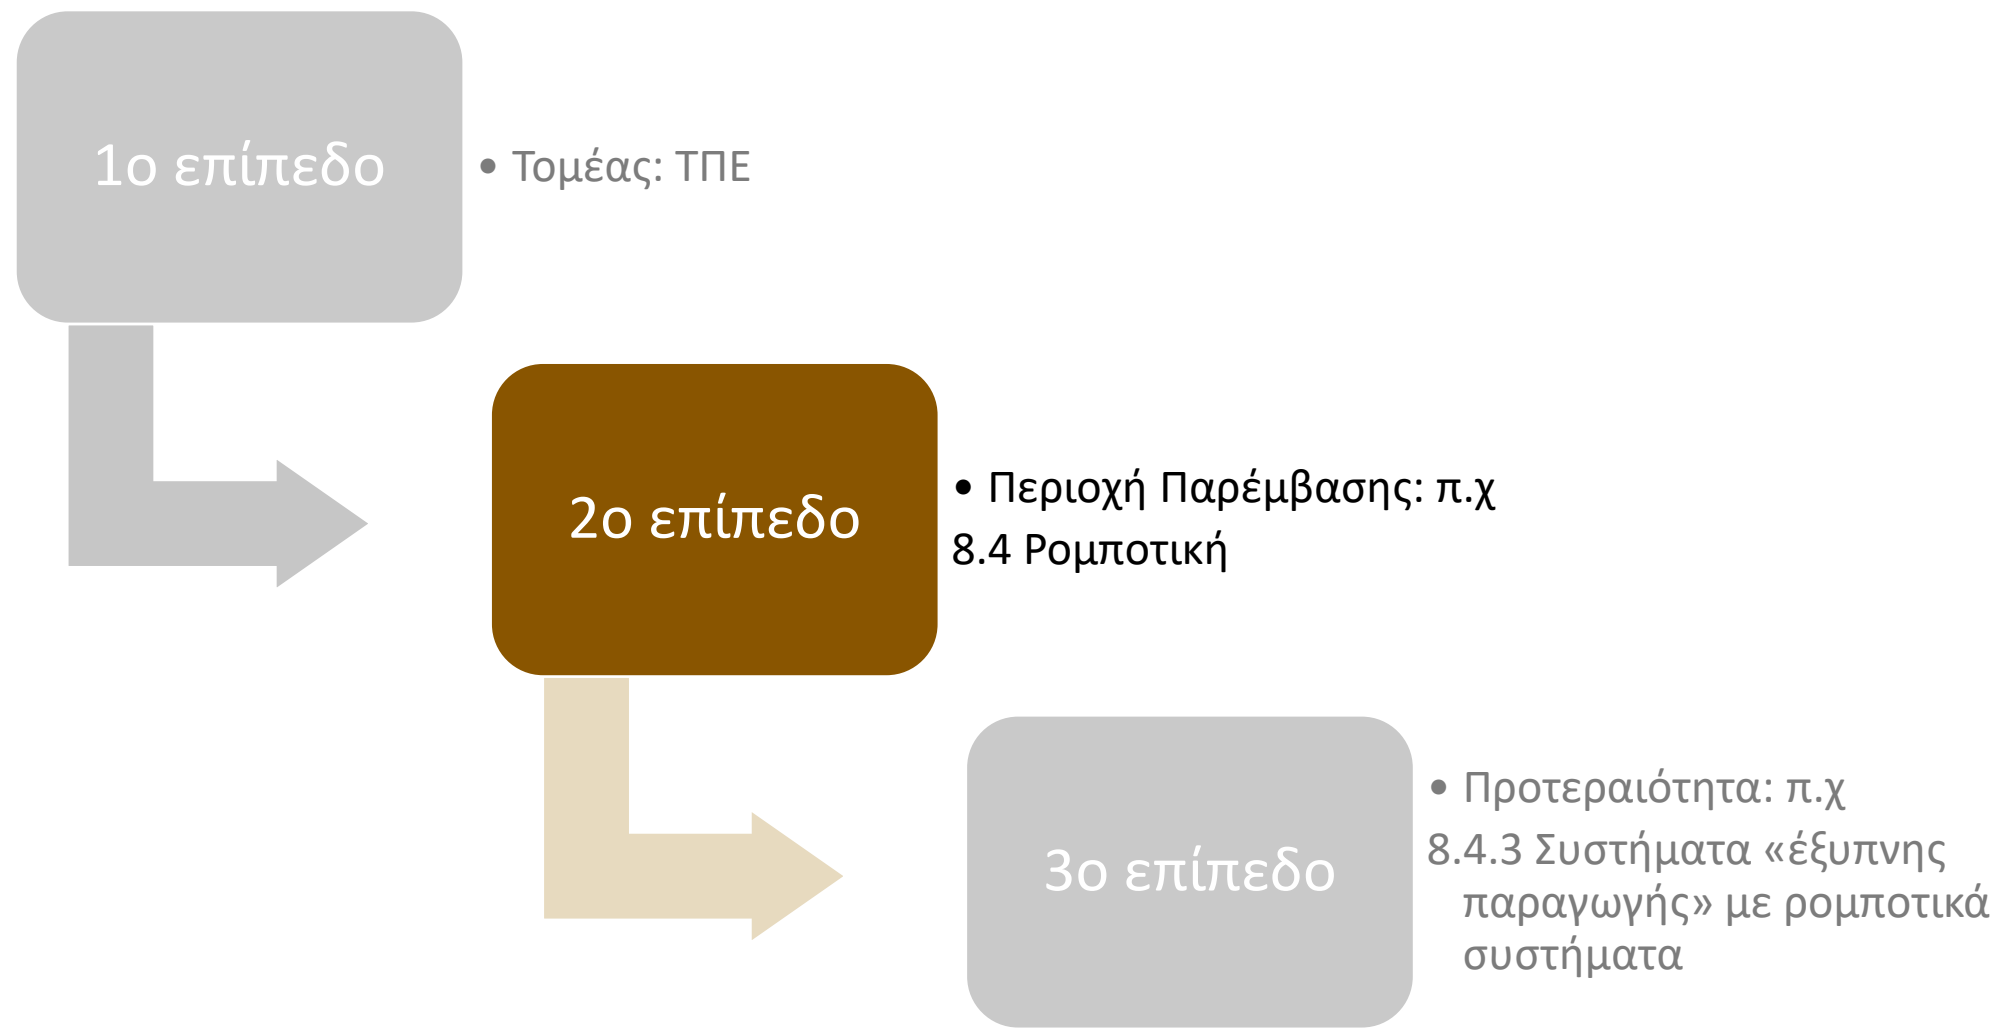 1ο επίπεδο
• Τομέας: ΤΠΕ
2ο επίπεδο
• Περιοχή Παρέμβασης: π.χ
8.4 Ρομποτική
3ο επίπεδο
• Προτεραιότητα: π.χ
8.4.3 Συστήματα «έξυπνης
παραγωγής» με ρομποτικά
συστήματα